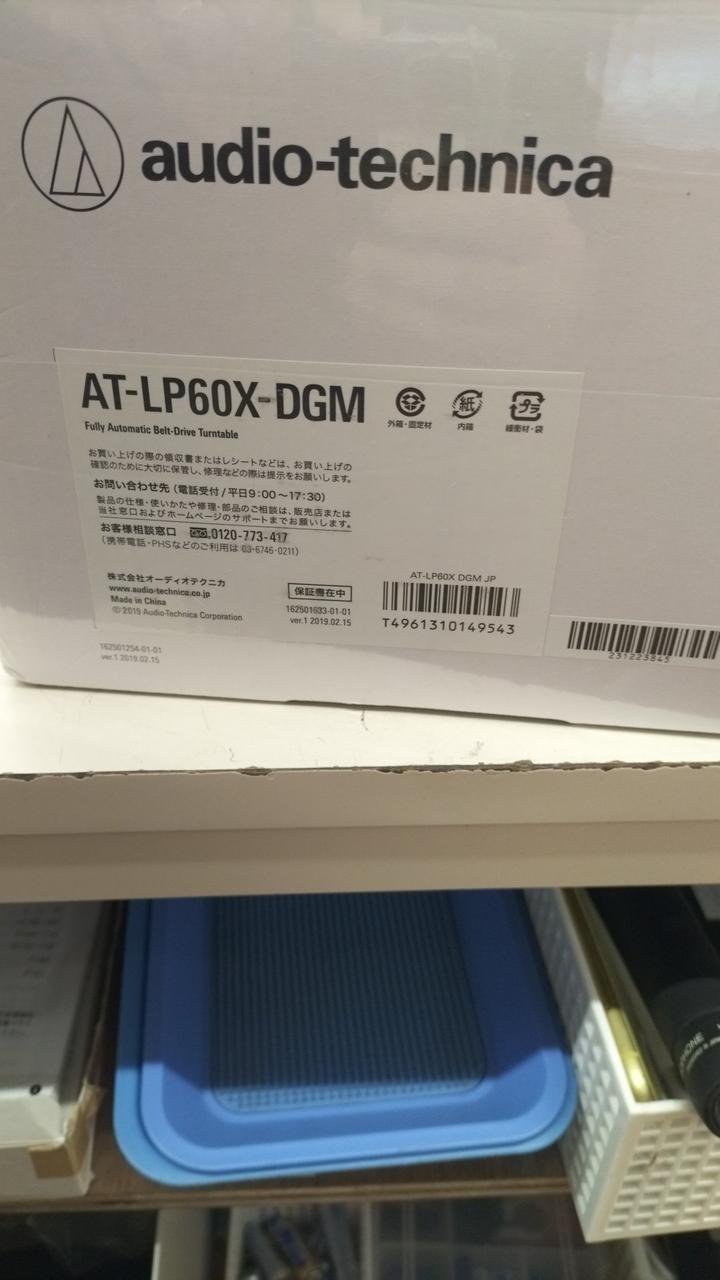 audio-technica
AT-LP60X-DGM
Fully Automatic Belt-Drive Turntable
外箱・固定材
紙
内箱
プラ
緩衝材・袋
お買い上げの際の領収書またはレシートなどは、お買い上げの
確認のために大切に保管し、修理などの際は提示をお願いします。
お問い合わせ先(電話受付/平日9:00~17:30)
製品の仕様・使いかたや修理・部品のご相談は、販売店または
当社窓口およびホームページのサポートまでお願いします。
お客様相談窓口 0120-773-417
(携帯電話・PHSなどのご利用は 03-6746-0211)
株式会社オーディオテクニカ
www.audio-technica.co.jp
Made in China
©2019 Audio-Technica Corporation
保証書在中
162501633-01-01
ver.1 2019.02.15
AT-LP60X DGM JP
T4961310149543
231223845
162501254-01-01
ver.1 2019.02.15